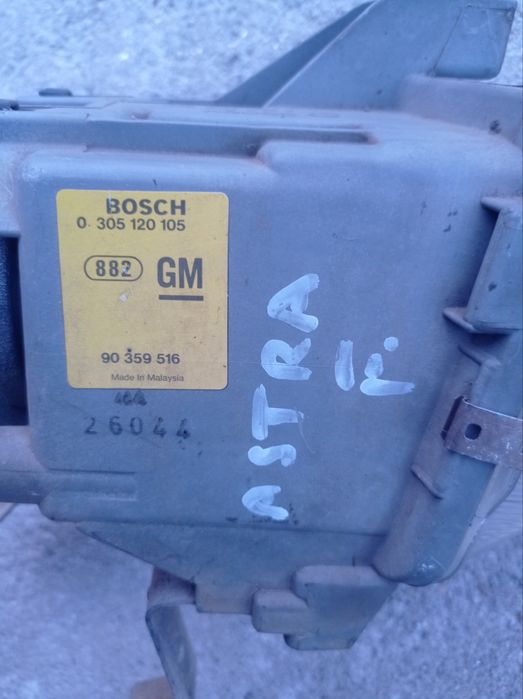 BOSCH
0 305 120 105
882 GM
90 359 516
Made in Malaysia
26044
ASTRA
F.